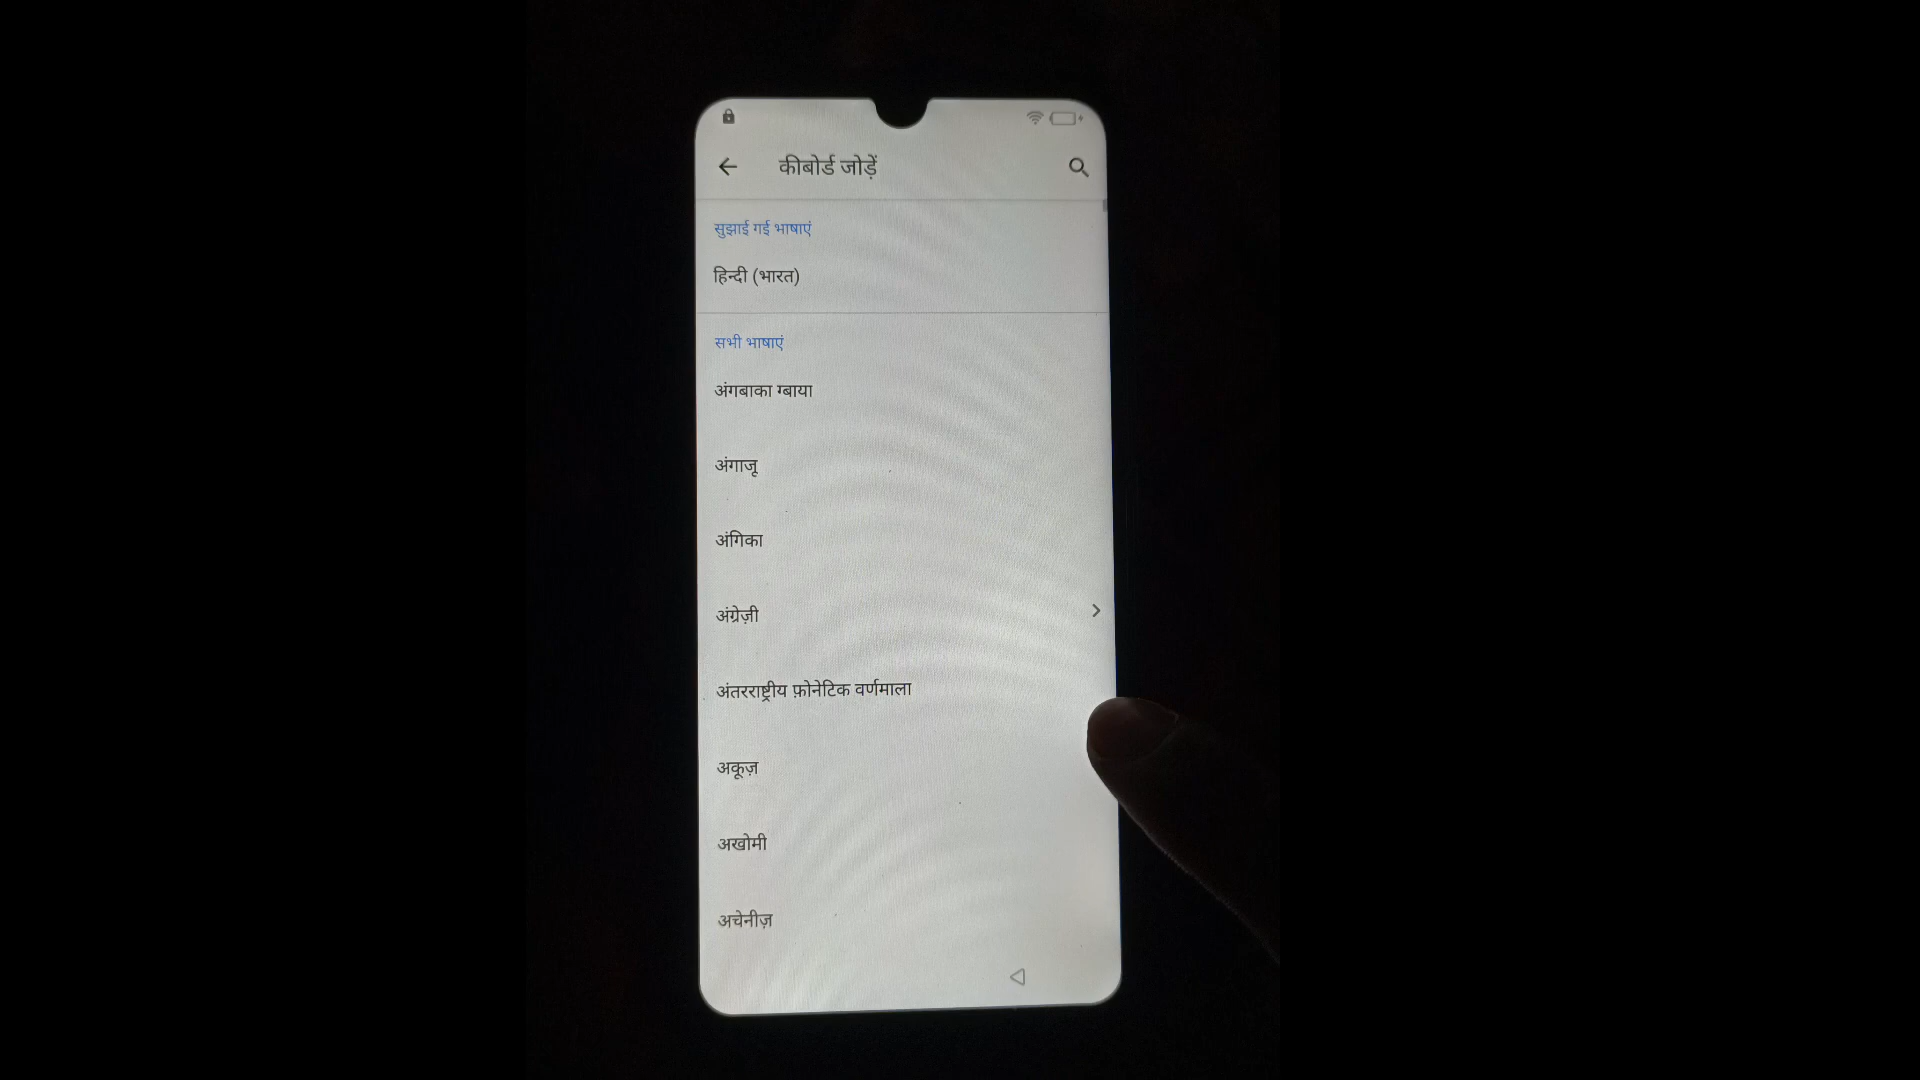 कीबोर्ड जोड़ें
सुझाई गई भाषाएं
हिन्दी (भारत)
सभी भाषाएं
अंगबाका ग्बाया
अंगाजू
अंगिका
अंग्रेज़ी
अंतरराष्ट्रीय फ़ोनेटिक वर्णमाला
अकूज़
अखोमी
अचेनीज़